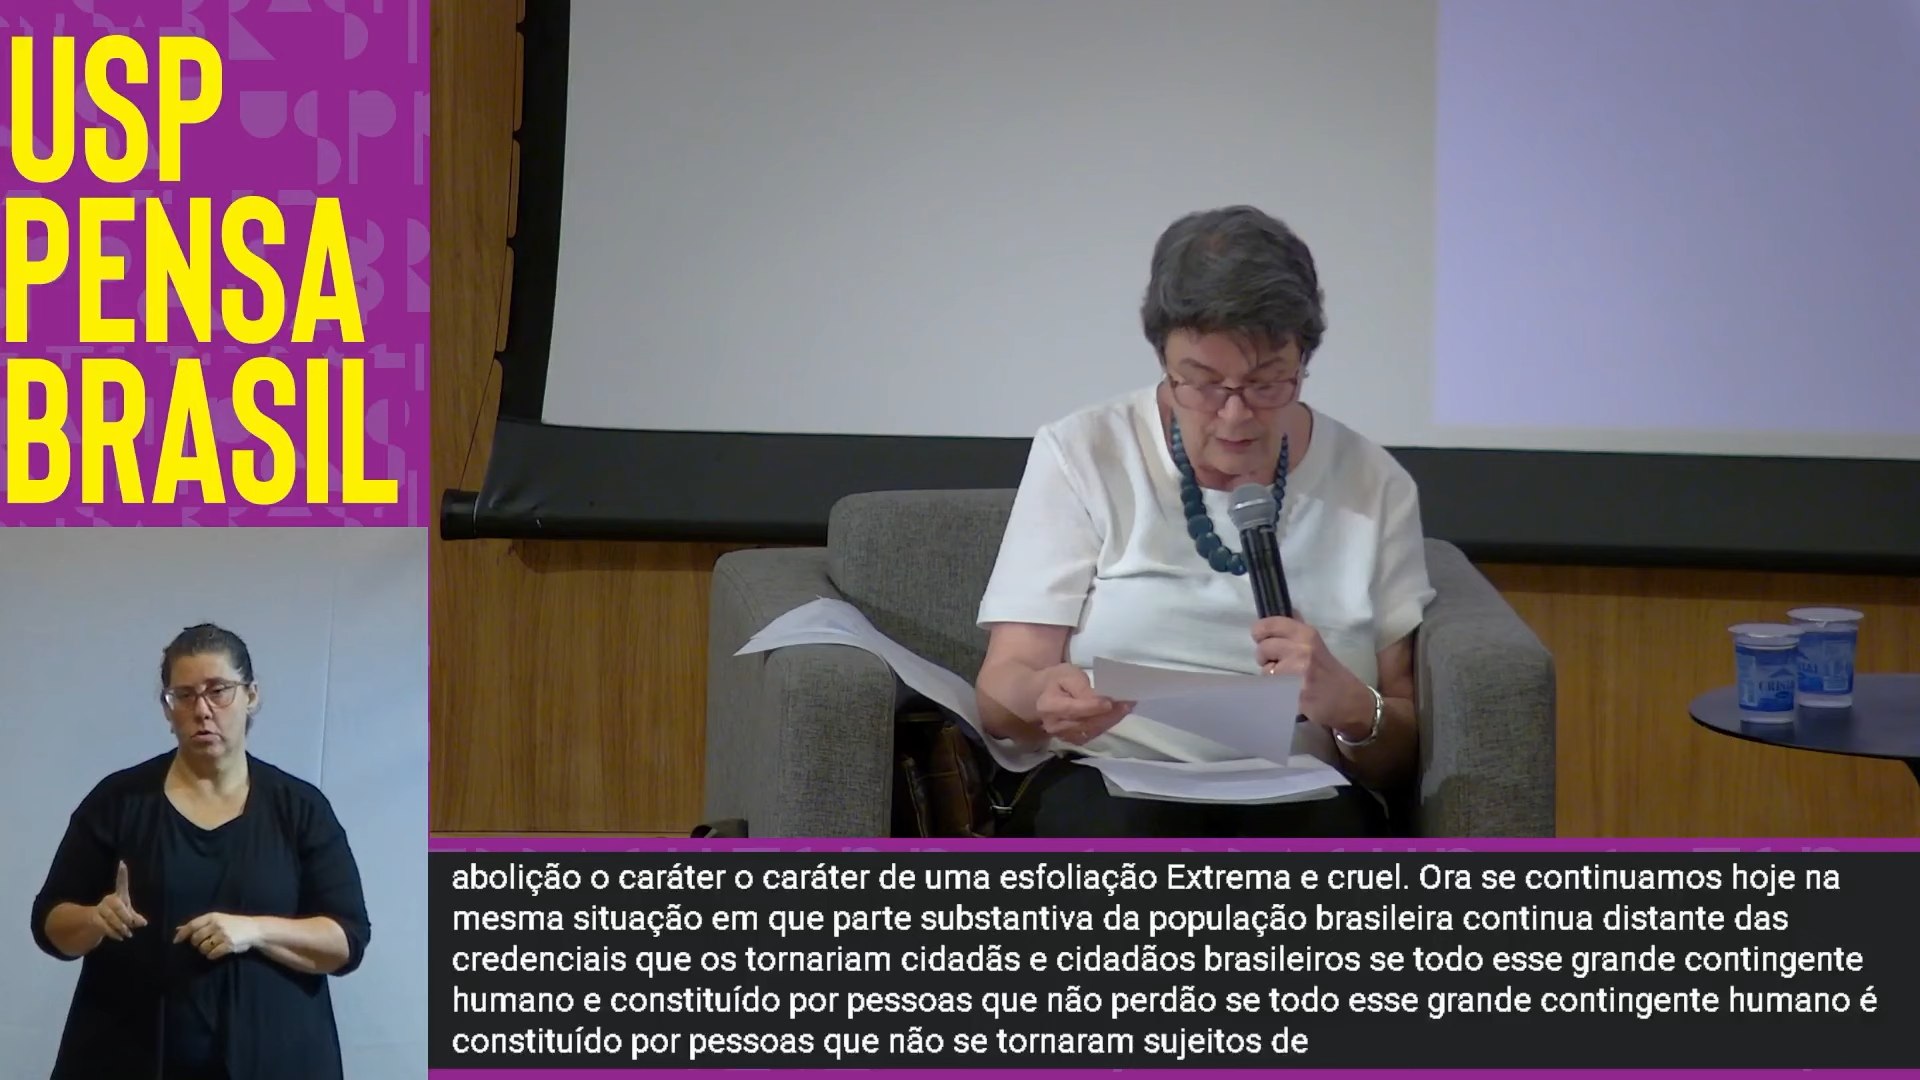 USP
PENSA
BRASIL
abolição o caráter o caráter de uma esfoliação Extrema e cruel. Ora se continuamos hoje na
mesma situação em que parte substantiva da população brasileira continua distante das
credenciais que os tornariam cidadãs e cidadãos brasileiros se todo esse grande contingente
humano e constituído por pessoas que não perdão se todo esse grande contingente humano é
constituído por pessoas que não se tornaram sujeitos de